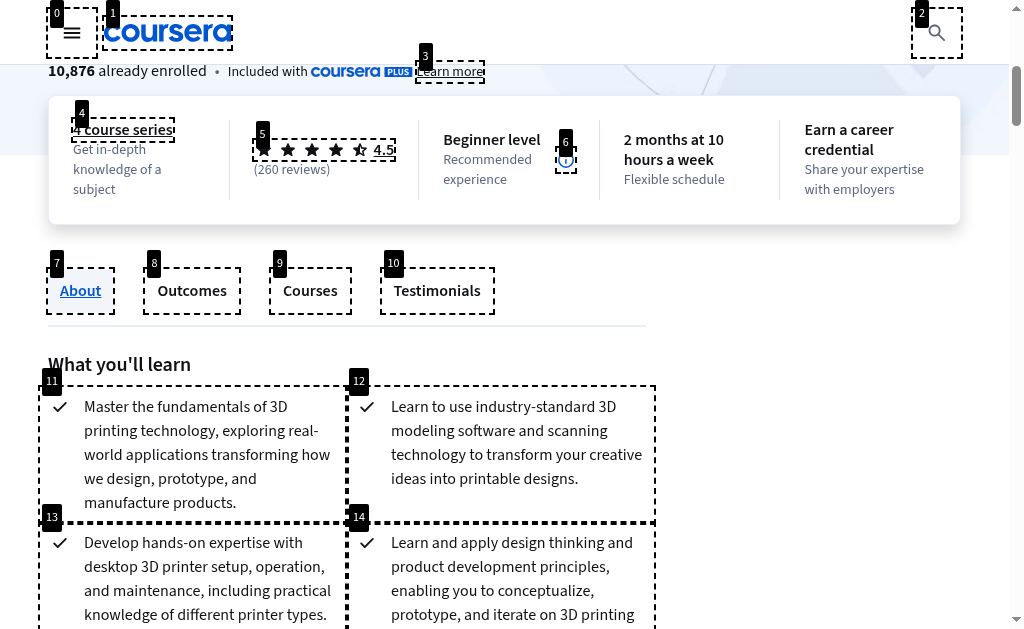 0
1
2
coursera
3
10,876 already enrolled • Included with coursera PLUS Learn more
4
4 course series
Get in-depth
knowledge of a
subject
5
4.5
(260 reviews)
Beginner level
Recommended
experience
6
2 months at 10
hours a week
Flexible schedule
Earn a career
credential
Share your expertise
with employers
7
8
9
10
About
Outcomes
Courses
Testimonials
What you'll learn
11
Master the fundamentals of 3D
printing technology, exploring real-
world applications transforming how
we design, prototype, and
manufacture products.
12
Learn to use industry-standard 3D
modeling software and scanning
technology to transform your creative
ideas into printable designs.
13
Develop hands-on expertise with
desktop 3D printer setup, operation,
and maintenance, including practical
knowledge of different printer types.
14
Learn and apply design thinking and
product development principles,
enabling you to conceptualize,
prototype, and iterate on 3D printing